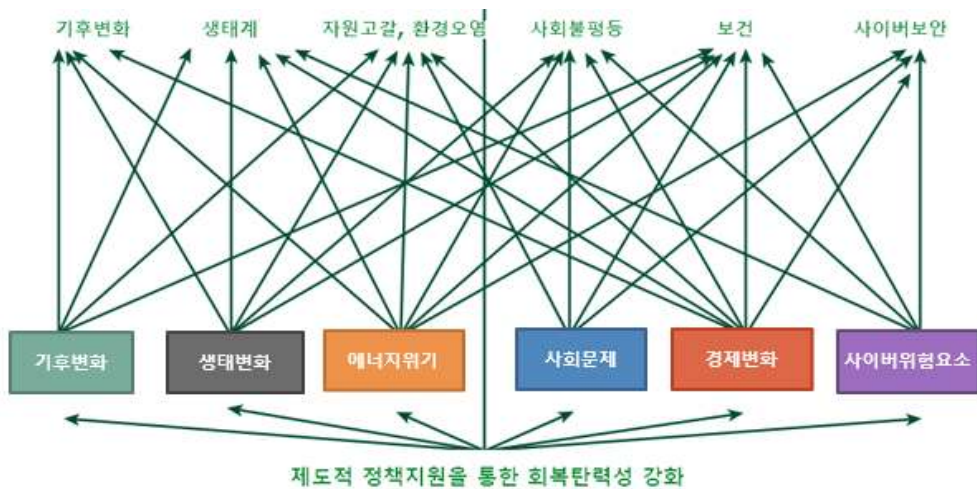 기후변화 생태계 자원고갈, 환경오염 사회불평등 보건 사이버보안
기후변화 생태변화 에너지위기 사회문제 경제변화 사이버위험요소
제도적 정책지원을 통한 회복탄력성 강화